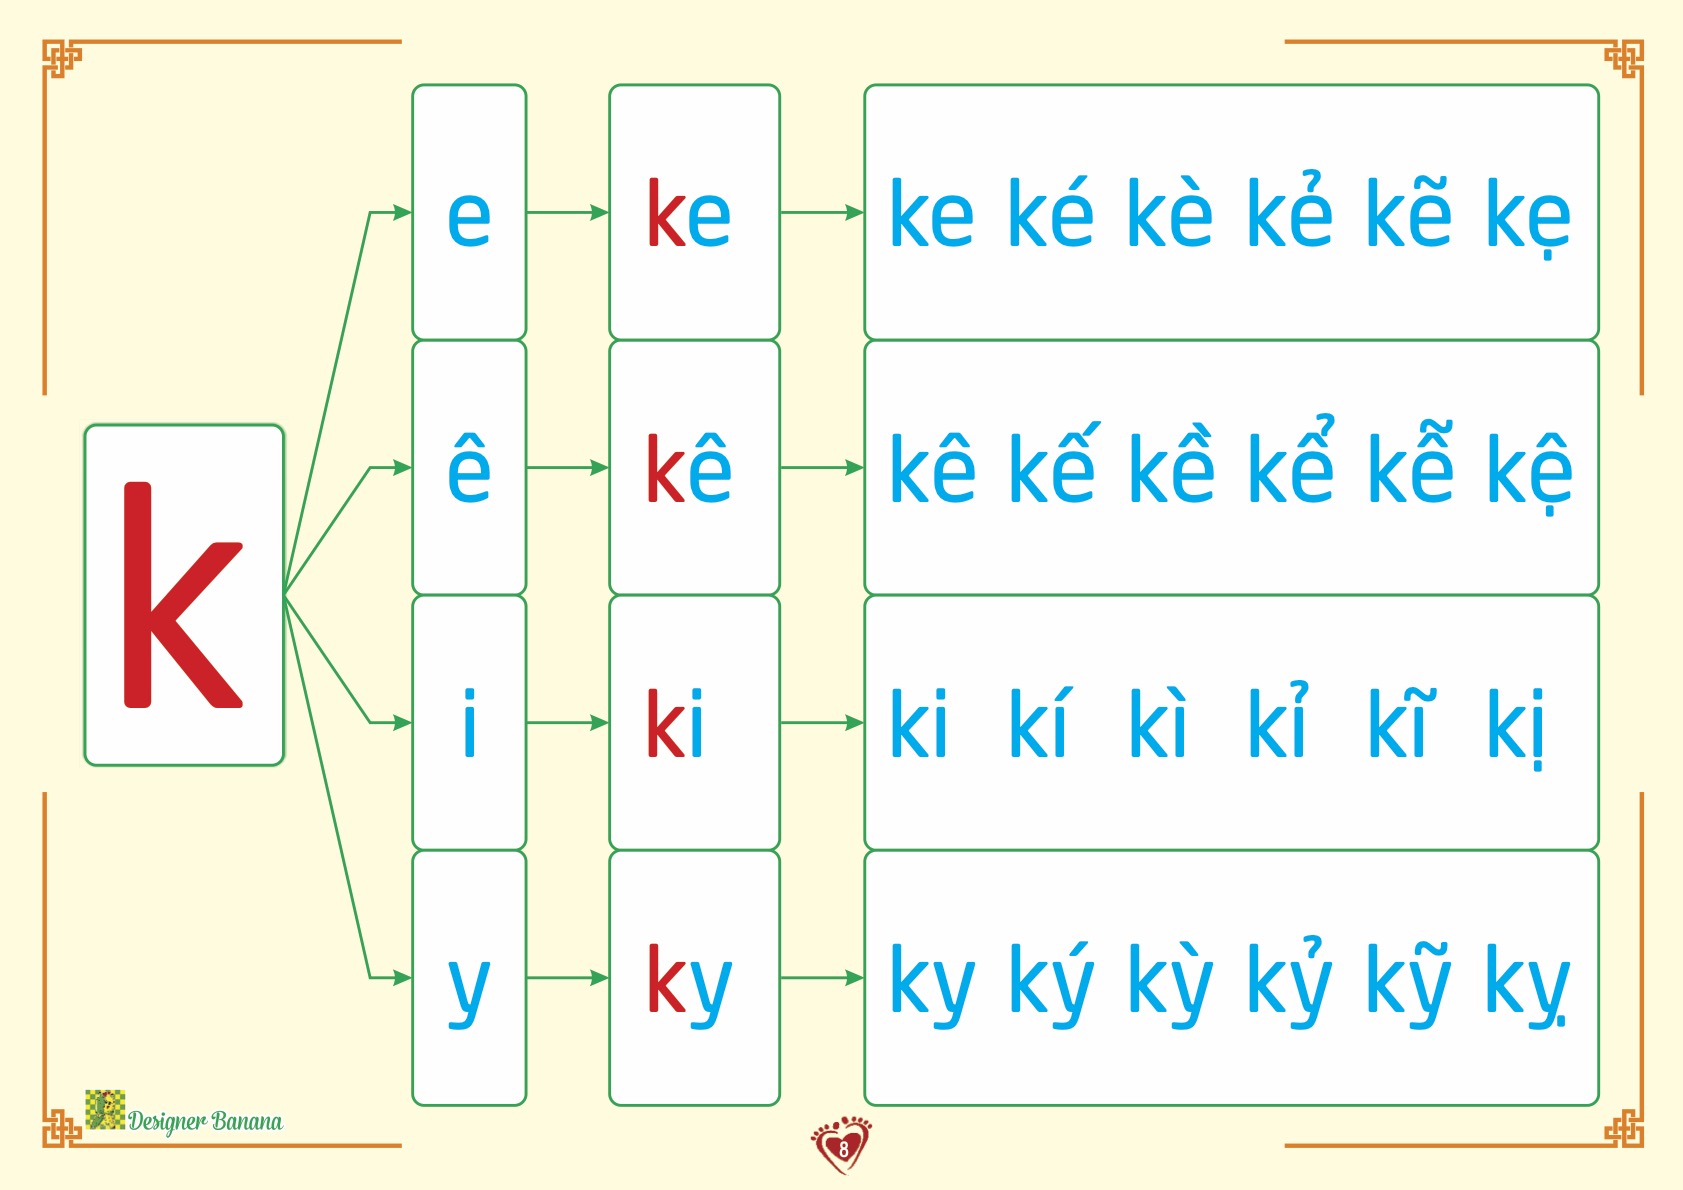 e ke ke ké kè kẻ kẽ kẹ
ê kê kê kế kề kể kễ kệ
k
i ki ki kí kì kỉ kĩ kị
y ky ky ký kỳ kỷ kỹ kỵ
Designer Banana
8